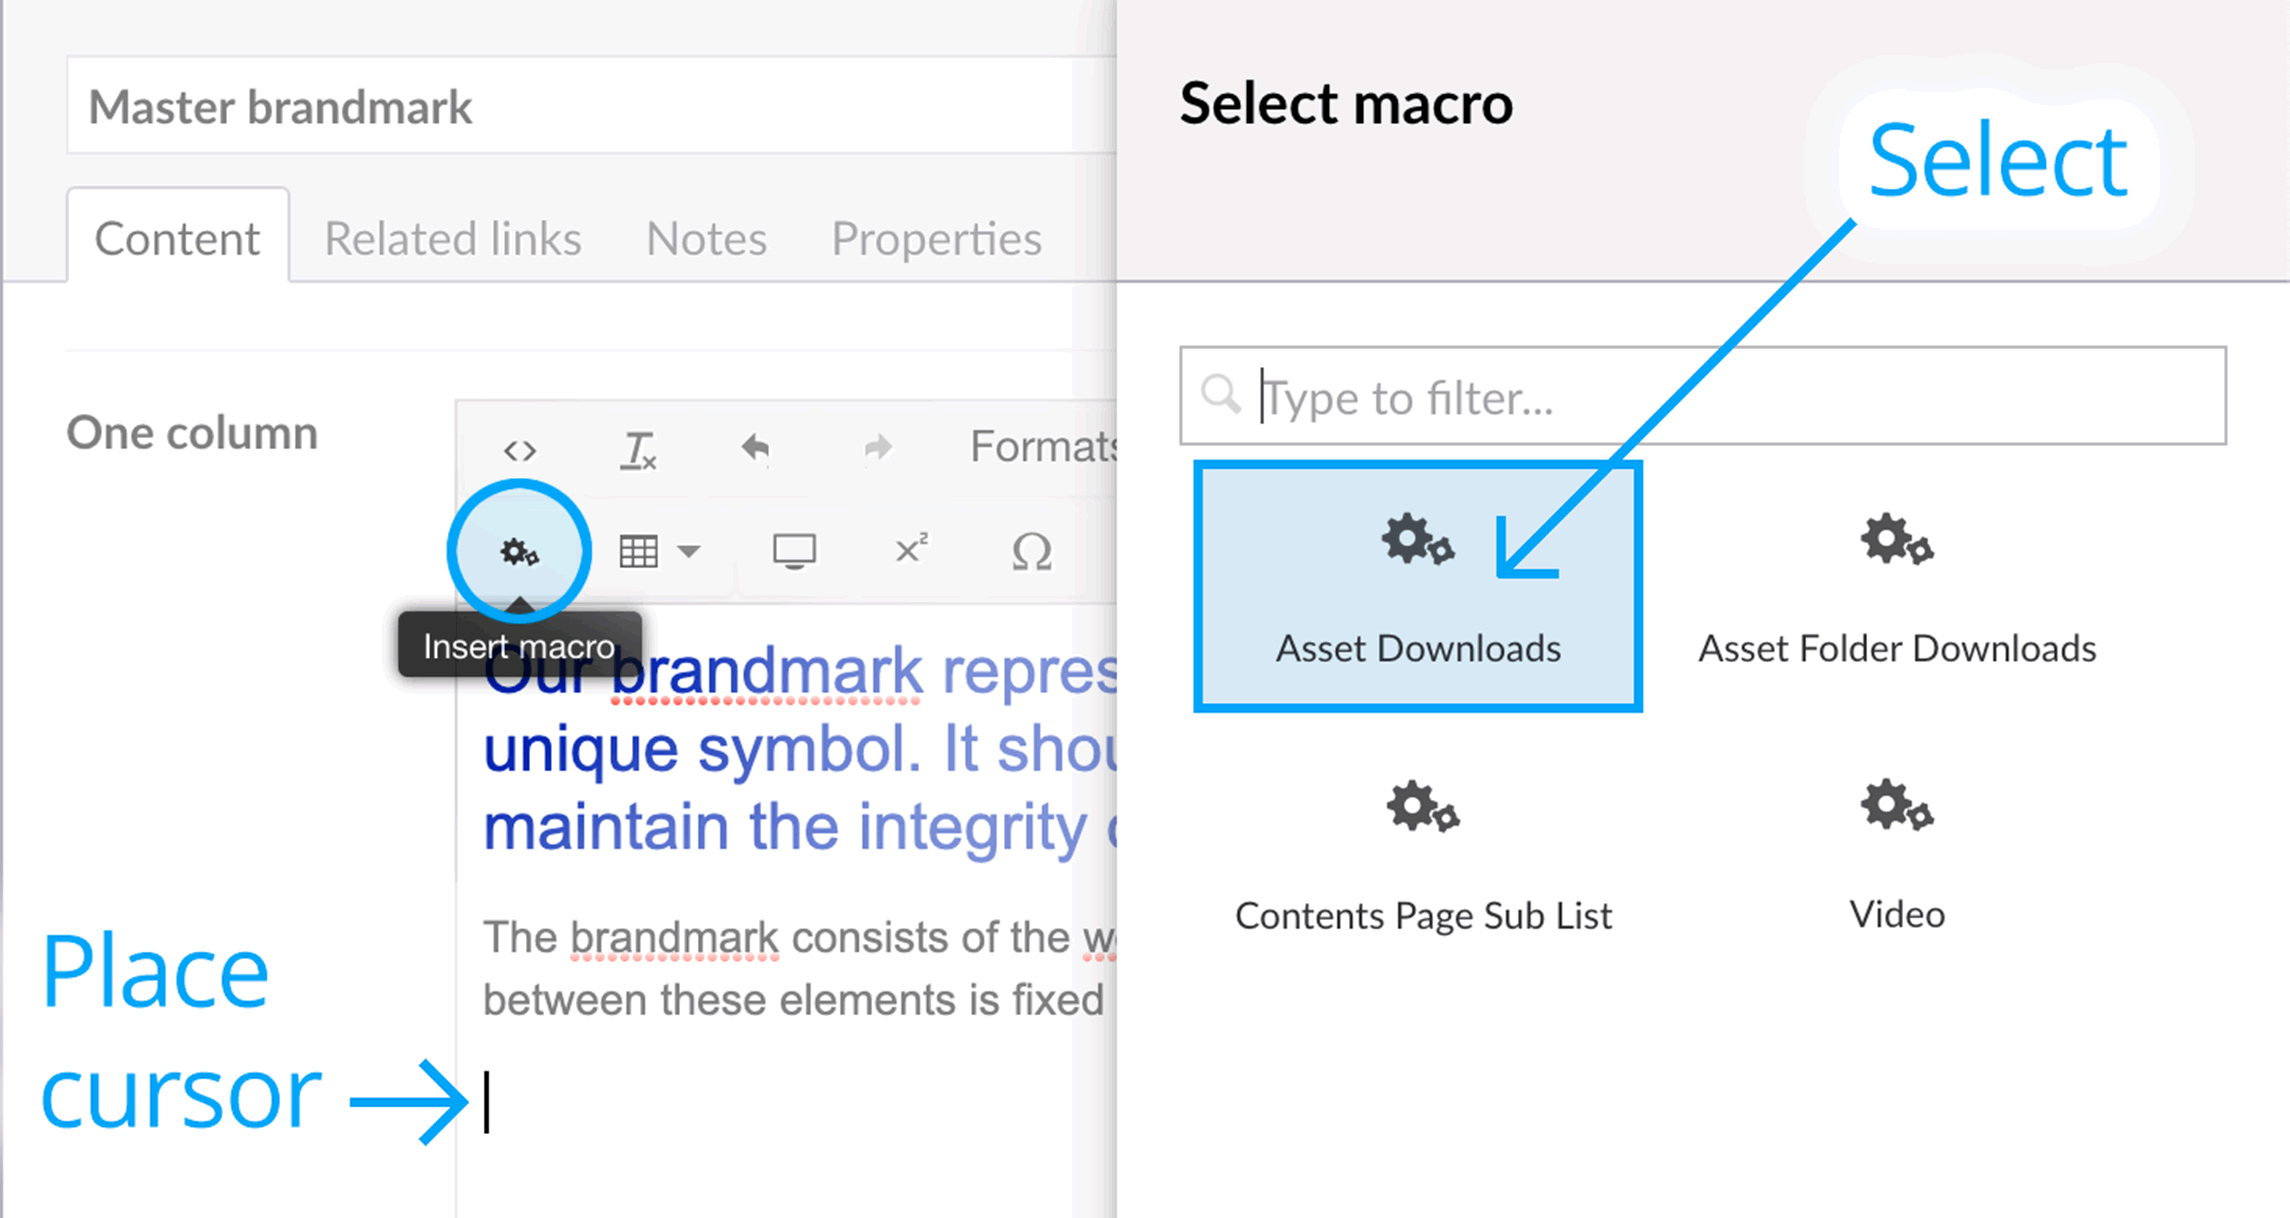 Master brandmark
Content
Related links
Notes
Properties
One column
Formats
Insert macro
Our brandmark repres
unique symbol. It shou
maintain the integrity
The brandmark consists of the w
between these elements is fixed
Place
cursor
Select macro
Select
Type to filter...
Asset Downloads
Asset Folder Downloads
Contents Page Sub List
Video